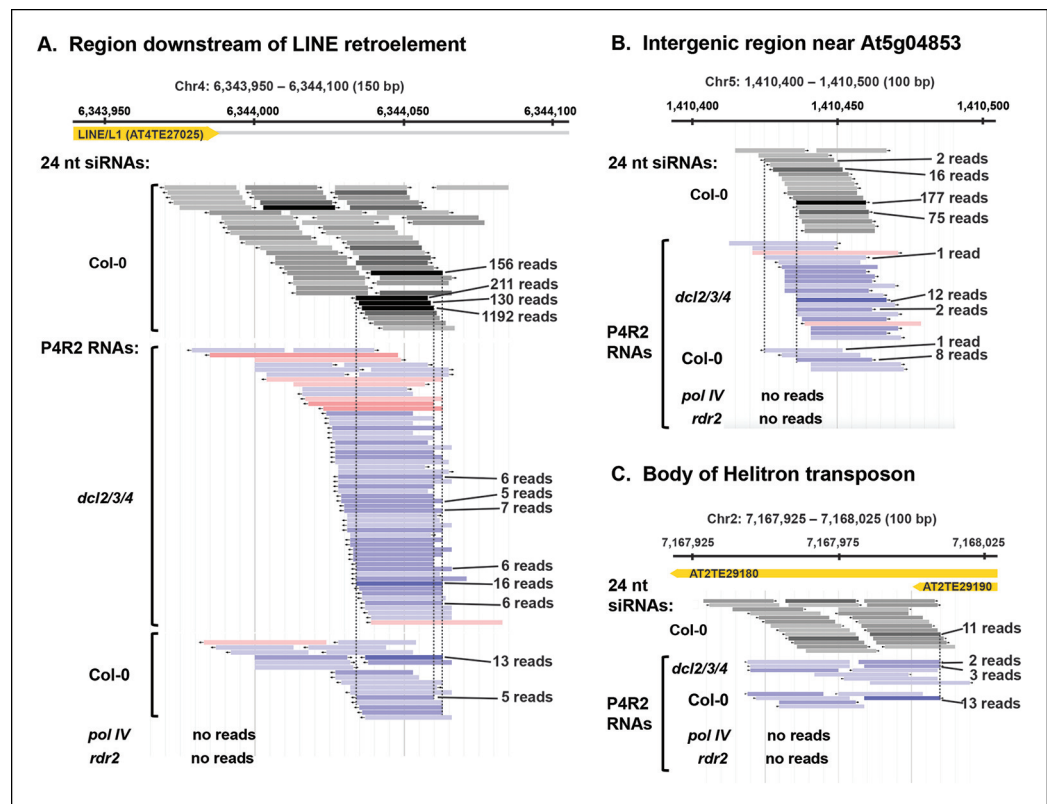 A. Region downstream of LINE retroelement
Chr4: 6,343,950 – 6,344,100 (150 bp)
6,343,950
6,344,000
6,344,050
6,344,100
LINE/L1 (AT4TE27025)
24 nt siRNAs:
Col-0
156 reads
211 reads
130 reads
1192 reads
P4R2 RNAs:
dcl2/3/4
6 reads
5 reads
7 reads
6 reads
16 reads
6 reads
Col-0
13 reads
5 reads
pol IV no reads
rdr2 no reads
B. Intergenic region near At5g04853
Chr5: 1,410,400 – 1,410,500 (100 bp)
1,410,400
1,410,450
1,410,500
24 nt siRNAs:
Col-0
2 reads
16 reads
177 reads
75 reads
P4R2
RNAs
dcl2/3/4
1 read
12 reads
2 reads
Col-0
1 read
8 reads
pol IV no reads
rdr2 no reads
C. Body of Helitron transposon
Chr2: 7,167,925 – 7,168,025 (100 bp)
7,167,925
7,167,975
7,168,025
AT2TE29180
AT2TE29190
24 nt
siRNAs:
Col-0
11 reads
P4R2
RNAs
dcl2/3/4
2 reads
3 reads
Col-0
13 reads
pol IV no reads
rdr2 no reads